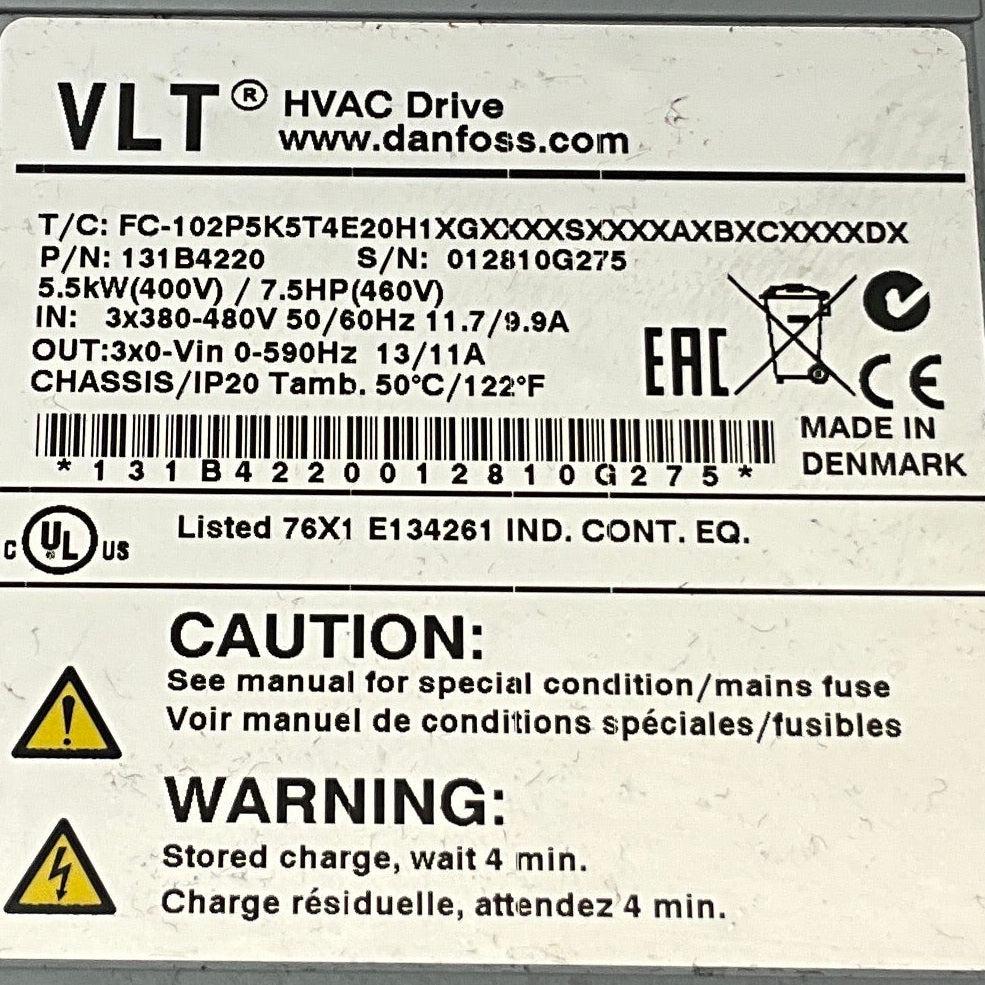 VLT® HVAC Drive
www.danfoss.com
T/C: FC-102P5K5T4E20H1XGXXXXSXXXXAXBXCXXXXDX
P/N: 131B4220 S/N: 012810G275
5.5kW(400V) / 7.5HP(460V)
IN: 3x380-480V 50/60Hz 11.7/9.9A
OUT:3x0-Vin 0-590Hz 13/11A
CHASSIS/IP20 Tamb. 50°C/122°F
EAC
CE
*131B4220012810G275*
MADE IN
DENMARK
C UL US
Listed 76X1 E134261 IND. CONT. EQ.
CAUTION:
See manual for special condition/mains fuse
Voir manuel de conditions spéciales/fusibles
WARNING:
Stored charge, wait 4 min.
Charge résiduelle, attendez 4 min.